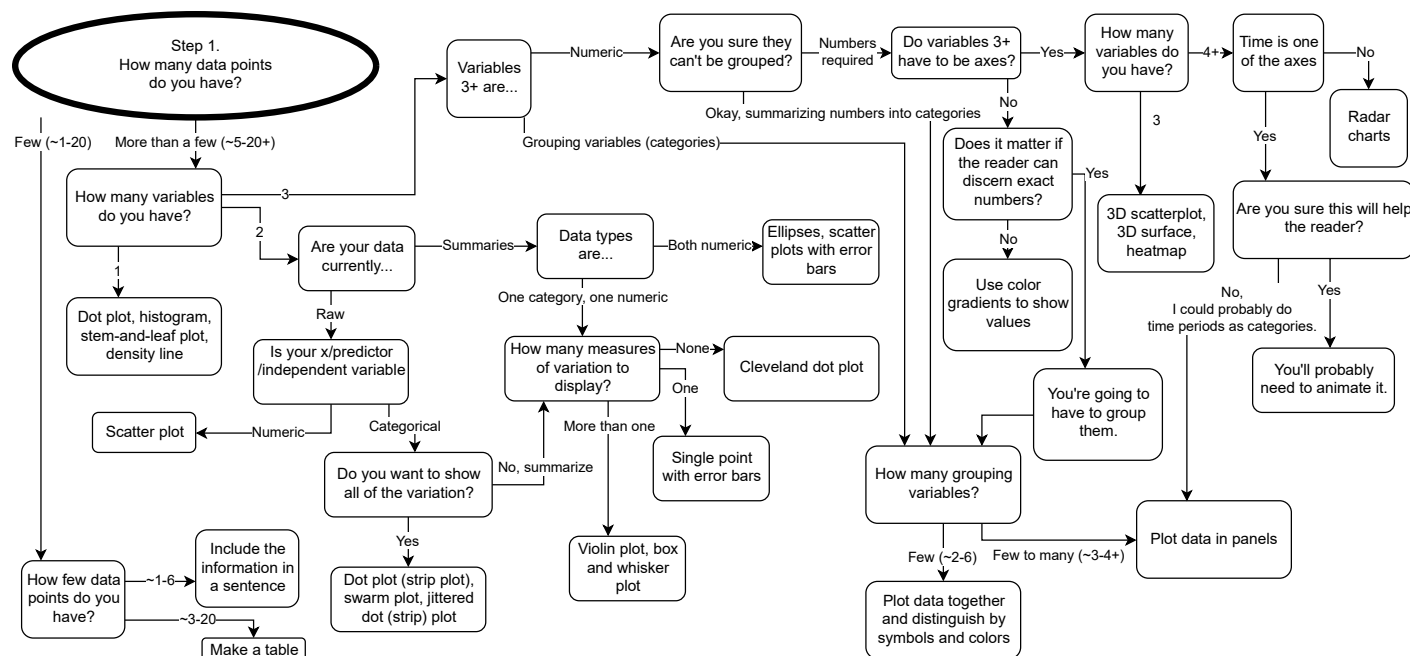 Step 1.
How many data points
do you have?
Few (~1-20)
More than a few (~5-20+)
How many variables
do you have?
3
2
1
Dot plot, histogram,
stem-and-leaf plot,
density line
Variables
3+ are...
Numeric
Grouping variables (categories)
Are you sure they
can't be grouped?
Numbers
required
Okay, summarizing numbers into categories
Do variables 3+
have to be axes?
Yes
No
How many
variables do
you have?
4+
3
Time is one
of the axes
No
Radar
charts
Yes
Does it matter if
the reader can
discern exact
numbers?
Yes
No
Use color
gradients to show
values
3D scatterplot,
3D surface,
heatmap
Are you sure this will help
the reader?
No,
I could probably do
time periods as categories.
Yes
You'll probably
need to animate it.
You're going to
have to group
them.
Are your data
currently...
Summaries
Raw
Data types
are...
Both numeric
Ellipses, scatter
plots with error
bars
One category, one numeric
Is your x/predictor
/independent variable
Numeric
Scatter plot
Categorical
How many measures
of variation to
display?
None
Cleveland dot plot
One
Single point
with error bars
More than one
Violin plot, box
and whisker
plot
Do you want to show
all of the variation?
No, summarize
Yes
Dot plot (strip plot),
swarm plot, jittered
dot (strip) plot
How many grouping
variables?
Few (~2-6)
Few to many (~3-4+)
Plot data in panels
Plot data together
and distinguish by
symbols and colors
How few data
points do you
have?
~1-6
Include the
information in
a sentence
~3-20
Make a table